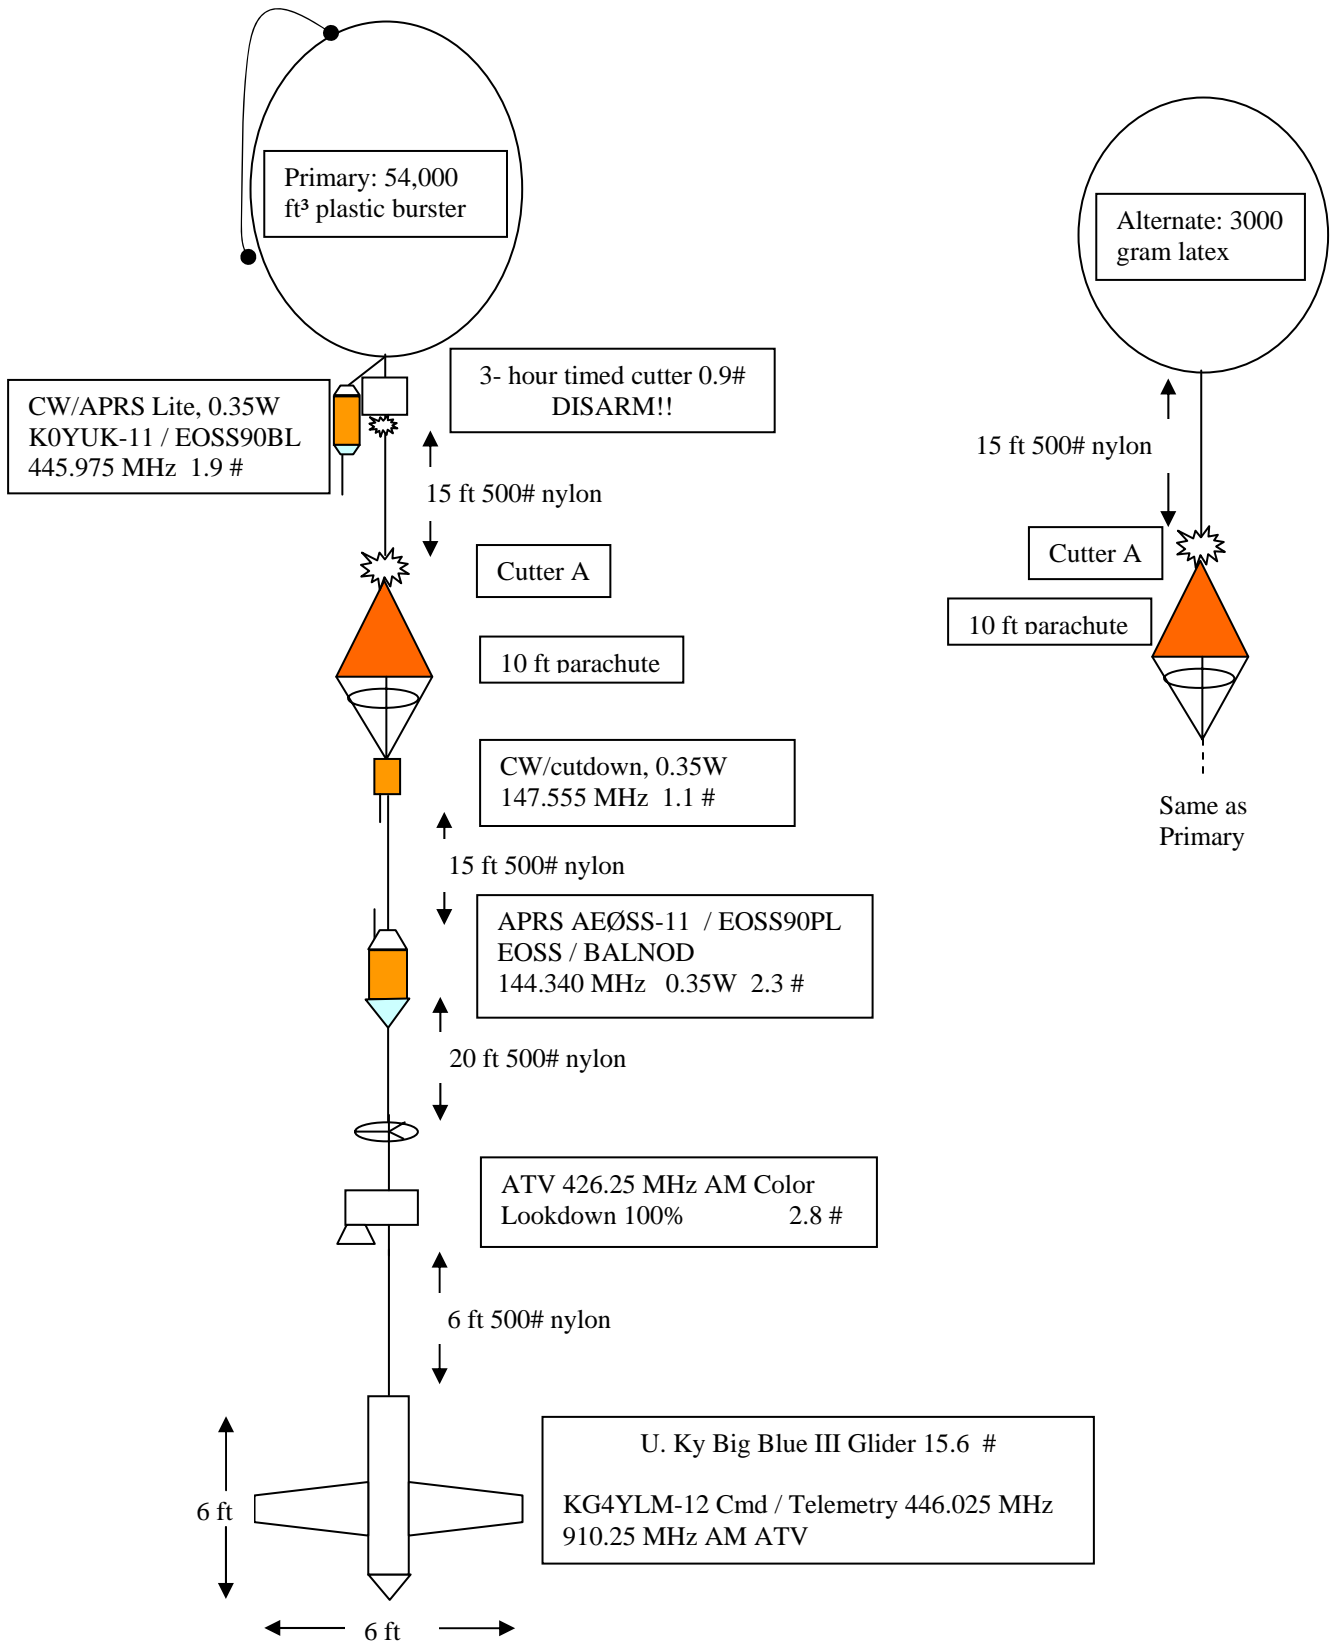 Primary: 54,000
ft³ plastic burster
Alternate: 3000
gram latex
3- hour timed cutter 0.9#
DISARM!!
CW/APRS Lite, 0.35W
K0YUK-11 / EOSS90BL
445.975 MHz  1.9 #
15 ft 500# nylon
15 ft 500# nylon
Cutter A
Cutter A
10 ft parachute
10 ft parachute
CW/cutdown, 0.35W
147.555 MHz  1.1 #
Same as
Primary
15 ft 500# nylon
APRS AEØSS-11  / EOSS90PL
EOSS / BALNOD
144.340 MHz   0.35W  2.3 #
20 ft 500# nylon
ATV 426.25 MHz AM Color
Lookdown 100%                2.8 #
6 ft 500# nylon
U. Ky Big Blue III Glider 15.6  #
KG4YLM-12 Cmd / Telemetry 446.025 MHz
910.25 MHz AM ATV
6 ft
6 ft